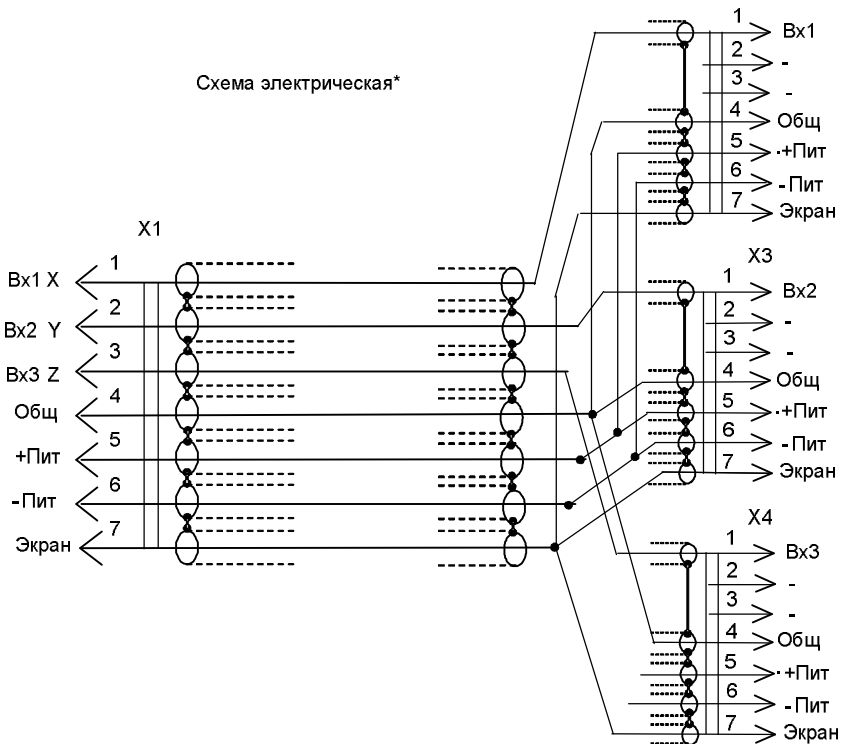 Схема электрическая*
X1
1
Вх1 X
2
Вх2 Y
3
Вх3 Z
4
Общ
5
+Пит
6
-Пит
7
Экран
1
Вх1
2
-
3
-
4
Общ
5
+Пит
6
-Пит
7
Экран
X3
1
Вх2
2
-
3
-
4
Общ
5
+Пит
6
-Пит
7
Экран
X4
1
Вх3
2
-
3
-
4
Общ
5
+Пит
6
-Пит
7
Экран